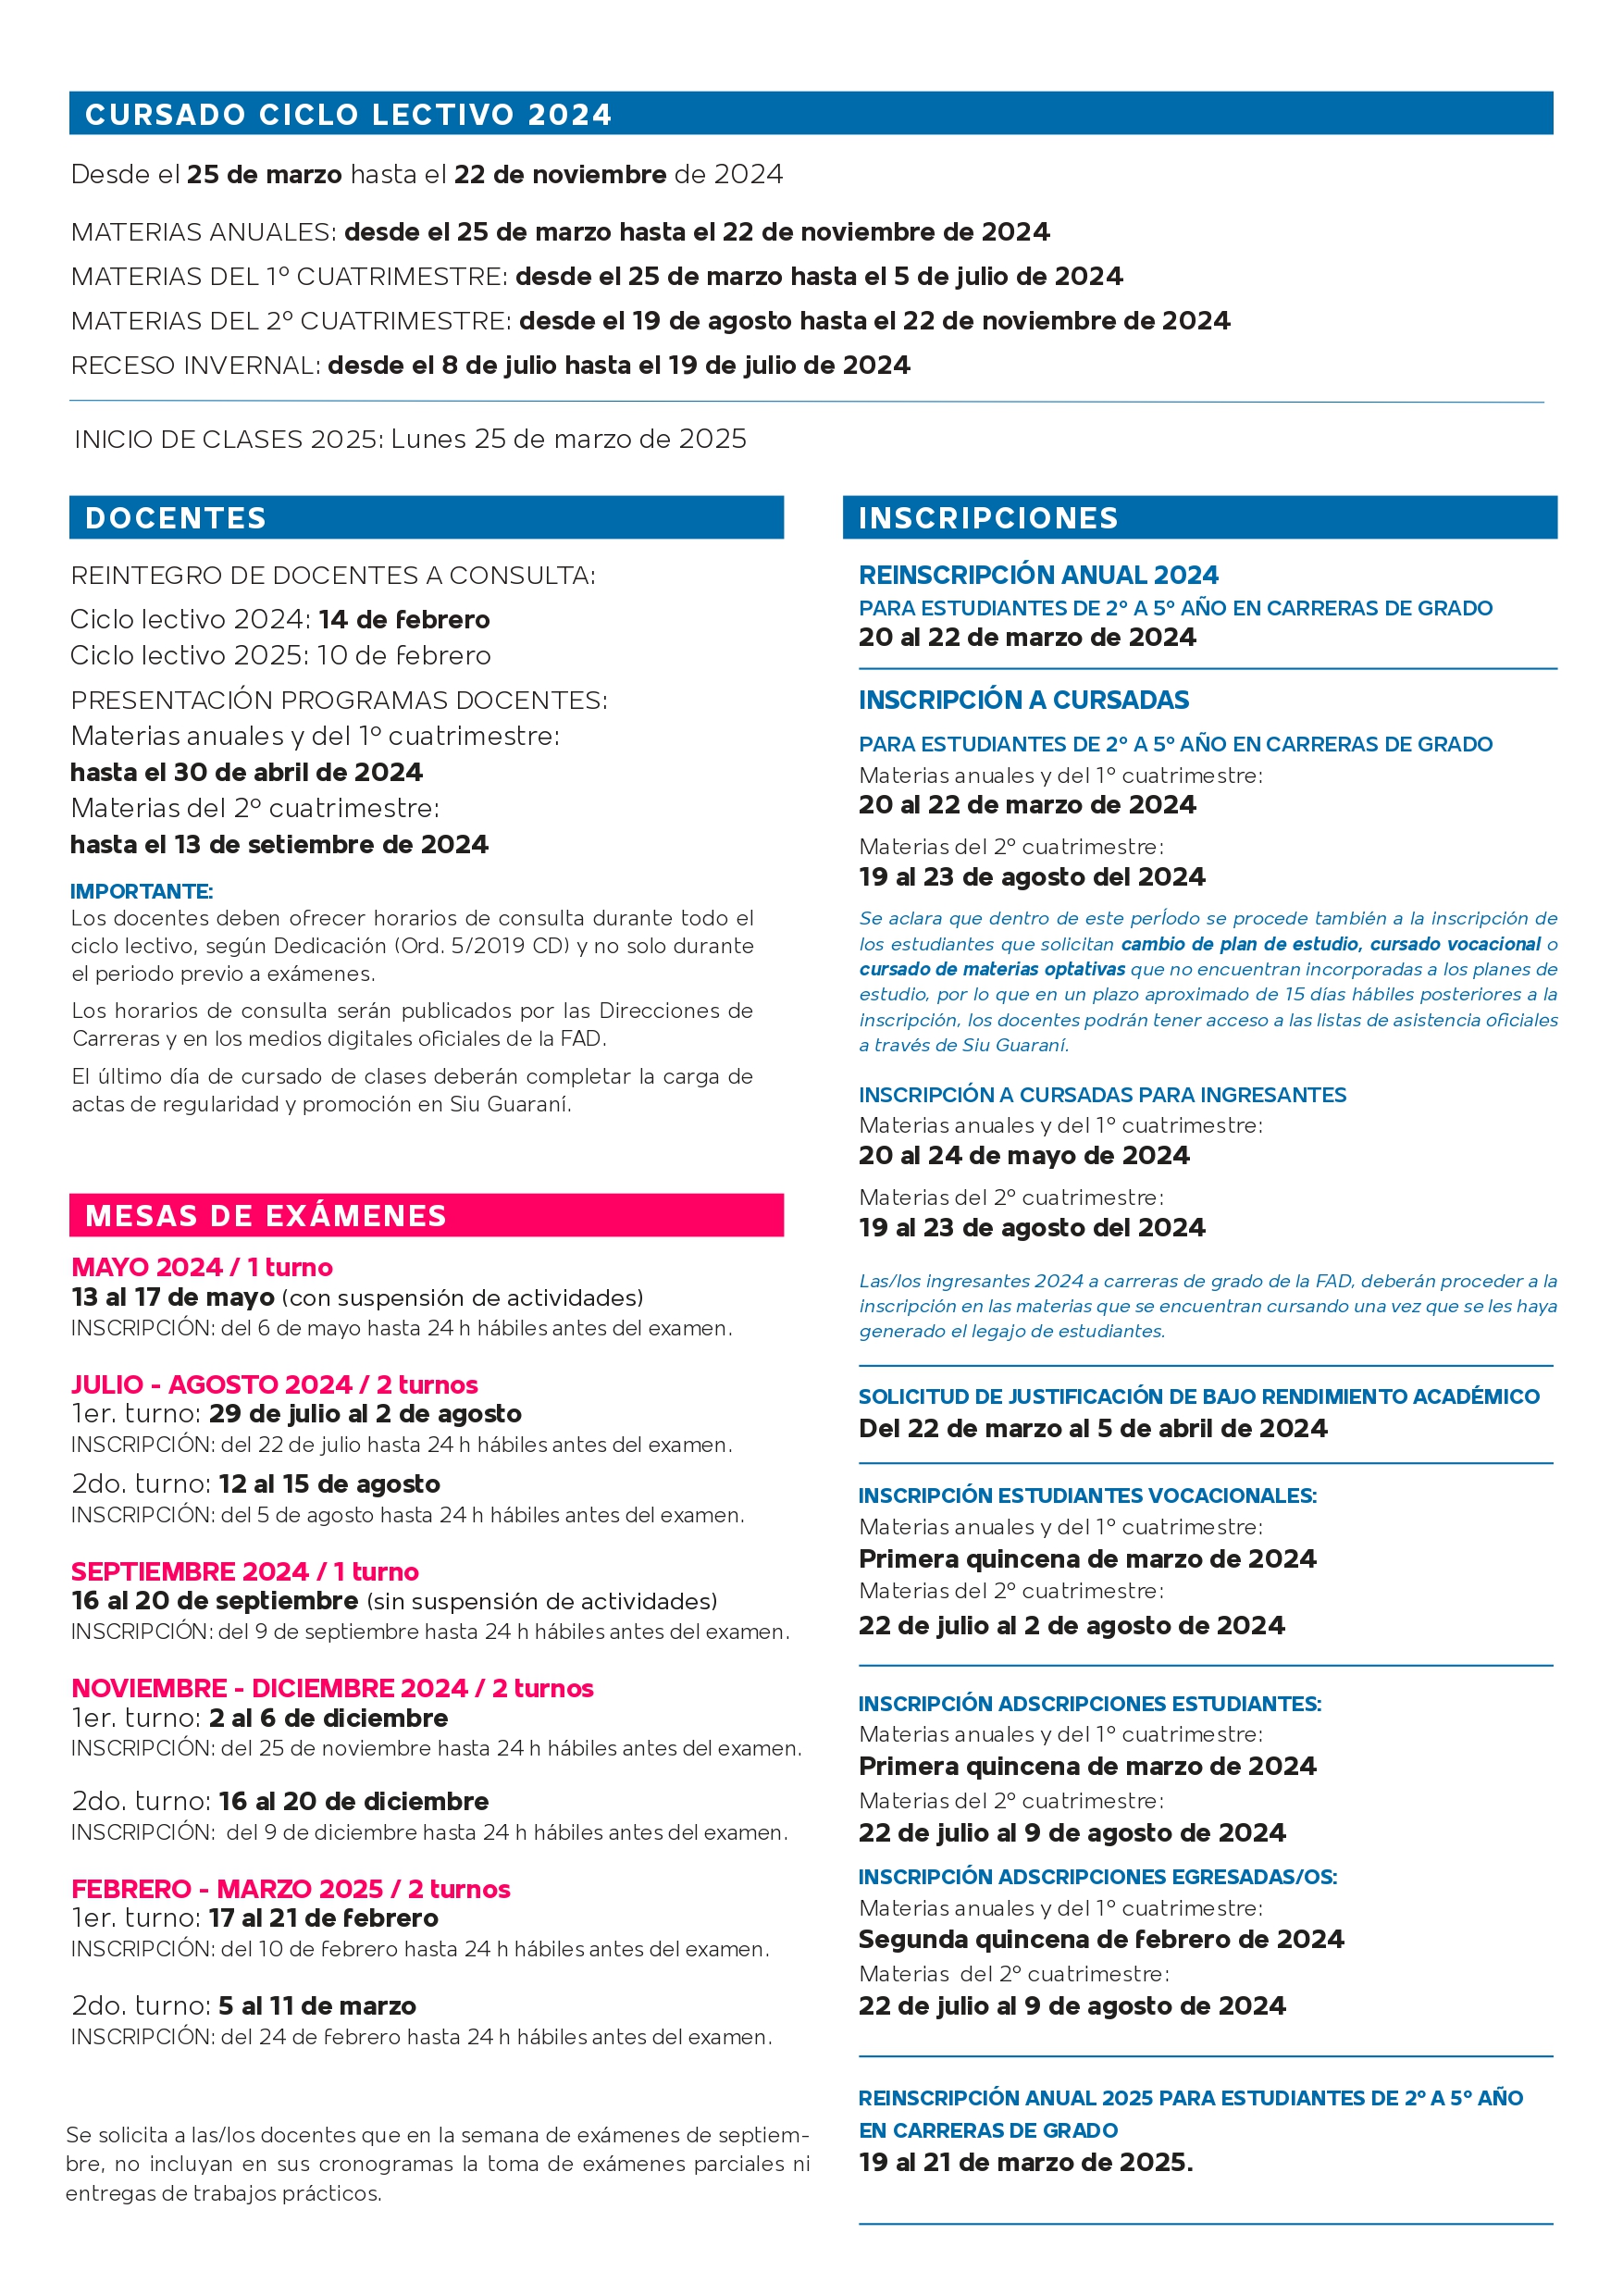 CURSADO CICLO LECTIVO 2024
Desde el 25 de marzo hasta el 22 de noviembre de 2024
MATERIAS ANUALES: desde el 25 de marzo hasta el 22 de noviembre de 2024
MATERIAS DEL 1º CUATRIMESTRE: desde el 25 de marzo hasta el 5 de julio de 2024
MATERIAS DEL 2º CUATRIMESTRE: desde el 19 de agosto hasta el 22 de noviembre de 2024
RECESO INVERNAL: desde el 8 de julio hasta el 19 de julio de 2024
INICIO DE CLASES 2025: Lunes 25 de marzo de 2025
DOCENTES
REINTEGRO DE DOCENTES A CONSULTA:
Ciclo lectivo 2024: 14 de febrero
Ciclo lectivo 2025: 10 de febrero
PRESENTACIÓN PROGRAMAS DOCENTES:
Materias anuales y del 1º cuatrimestre:
hasta el 30 de abril de 2024
Materias del 2º cuatrimestre:
hasta el 13 de setiembre de 2024
IMPORTANTE:
Los docentes deben ofrecer horarios de consulta durante todo el
ciclo lectivo, según Dedicación (Ord. 5/2019 CD) y no solo durante
el periodo previo a exámenes.
Los horarios de consulta serán publicados por las Direcciones de
Carreras y en los medios digitales oficiales de la FAD.
El último día de cursado de clases deberán completar la carga de
actas de regularidad y promoción en Siu Guaraní.
MESAS DE EXÁMENES
MAYO 2024 / 1 turno
13 al 17 de mayo (con suspensión de actividades)
INSCRIPCIÓN: del 6 de mayo hasta 24 h hábiles antes del examen.
JULIO - AGOSTO 2024 / 2 turnos
1er. turno: 29 de julio al 2 de agosto
INSCRIPCIÓN: del 22 de julio hasta 24 h hábiles antes del examen.
2do. turno: 12 al 15 de agosto
INSCRIPCIÓN: del 5 de agosto hasta 24 h hábiles antes del examen.
SEPTIEMBRE 2024 / 1 turno
16 al 20 de septiembre (sin suspensión de actividades)
INSCRIPCIÓN: del 9 de septiembre hasta 24 h hábiles antes del examen.
NOVIEMBRE - DICIEMBRE 2024 / 2 turnos
1er. turno: 2 al 6 de diciembre
INSCRIPCIÓN: del 25 de noviembre hasta 24 h hábiles antes del examen.
2do. turno: 16 al 20 de diciembre
INSCRIPCIÓN: del 9 de diciembre hasta 24 h hábiles antes del examen.
FEBRERO - MARZO 2025 / 2 turnos
1er. turno: 17 al 21 de febrero
INSCRIPCIÓN: del 10 de febrero hasta 24 h hábiles antes del examen.
2do. turno: 5 al 11 de marzo
INSCRIPCIÓN: del 24 de febrero hasta 24 h hábiles antes del examen.
Se solicita a las/los docentes que en la semana de exámenes de septiem-
bre, no incluyan en sus cronogramas la toma de exámenes parciales ni
entregas de trabajos prácticos.
INSCRIPCIONES
REINSCRIPCIÓN ANUAL 2024
PARA ESTUDIANTES DE 2º A 5º AÑO EN CARRERAS DE GRADO
20 al 22 de marzo de 2024
INSCRIPCIÓN A CURSADAS
PARA ESTUDIANTES DE 2º A 5º AÑO EN CARRERAS DE GRADO
Materias anuales y del 1º cuatrimestre:
20 al 22 de marzo de 2024
Materias del 2º cuatrimestre:
19 al 23 de agosto del 2024
Se aclara que dentro de este perÍodo se procede también a la inscripción de
los estudiantes que solicitan cambio de plan de estudio, cursado vocacional o
cursado de materias optativas que no encuentran incorporadas a los planes de
estudio, por lo que en un plazo aproximado de 15 días hábiles posteriores a la
inscripción, los docentes podrán tener acceso a las listas de asistencia oficiales
a través de Siu Guaraní.
INSCRIPCIÓN A CURSADAS PARA INGRESANTES
Materias anuales y del 1º cuatrimestre:
20 al 24 de mayo de 2024
Materias del 2º cuatrimestre:
19 al 23 de agosto del 2024
Las/los ingresantes 2024 a carreras de grado de la FAD, deberán proceder a la
inscripción en las materias que se encuentran cursando una vez que se les haya
generado el legajo de estudiantes.
SOLICITUD DE JUSTIFICACIÓN DE BAJO RENDIMIENTO ACADÉMICO
Del 22 de marzo al 5 de abril de 2024
INSCRIPCIÓN ESTUDIANTES VOCACIONALES:
Materias anuales y del 1º cuatrimestre:
Primera quincena de marzo de 2024
Materias del 2º cuatrimestre:
22 de julio al 2 de agosto de 2024
INSCRIPCIÓN ADSCRIPCIONES ESTUDIANTES:
Materias anuales y del 1º cuatrimestre:
Primera quincena de marzo de 2024
Materias del 2º cuatrimestre:
22 de julio al 9 de agosto de 2024
INSCRIPCIÓN ADSCRIPCIONES EGRESADAS/OS:
Materias anuales y del 1º cuatrimestre:
Segunda quincena de febrero de 2024
Materias del 2º cuatrimestre:
22 de julio al 9 de agosto de 2024
REINSCRIPCIÓN ANUAL 2025 PARA ESTUDIANTES DE 2º A 5º AÑO
EN CARRERAS DE GRADO
19 al 21 de marzo de 2025.